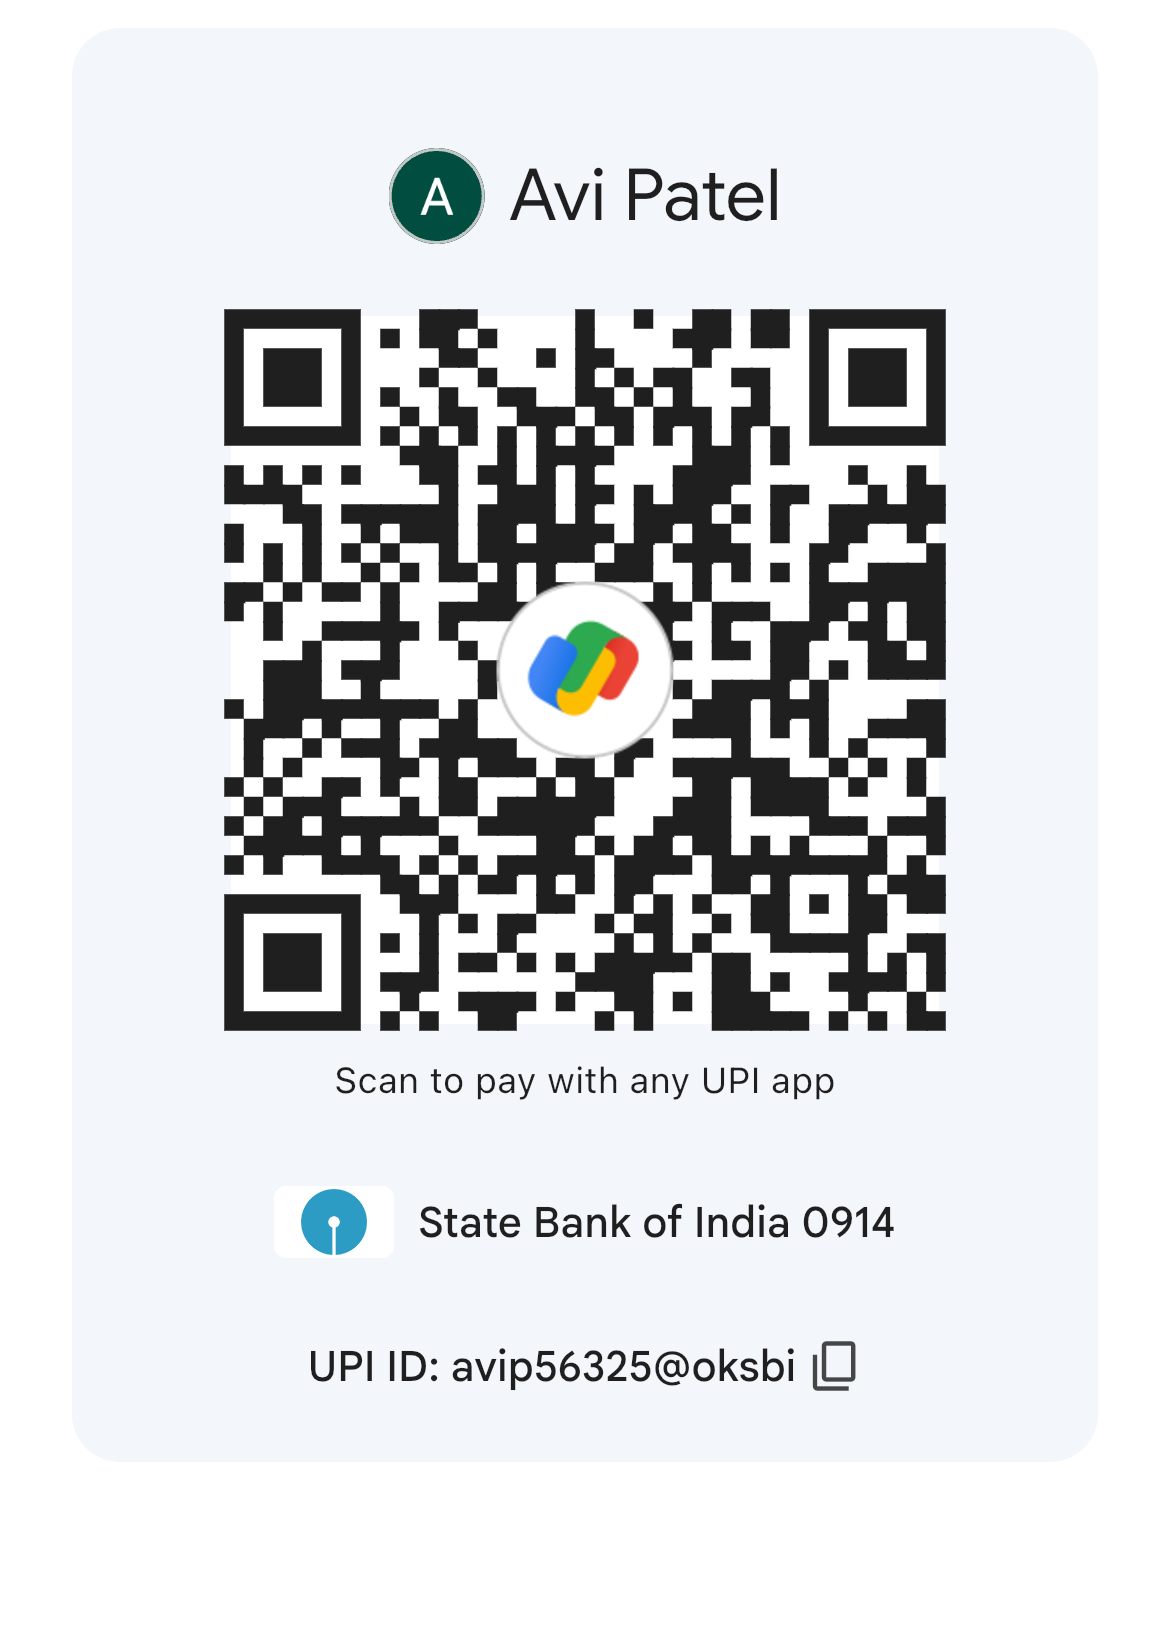 A Avi Patel
Scan to pay with any UPI app
State Bank of India 0914
UPI ID: avip56325@oksbi